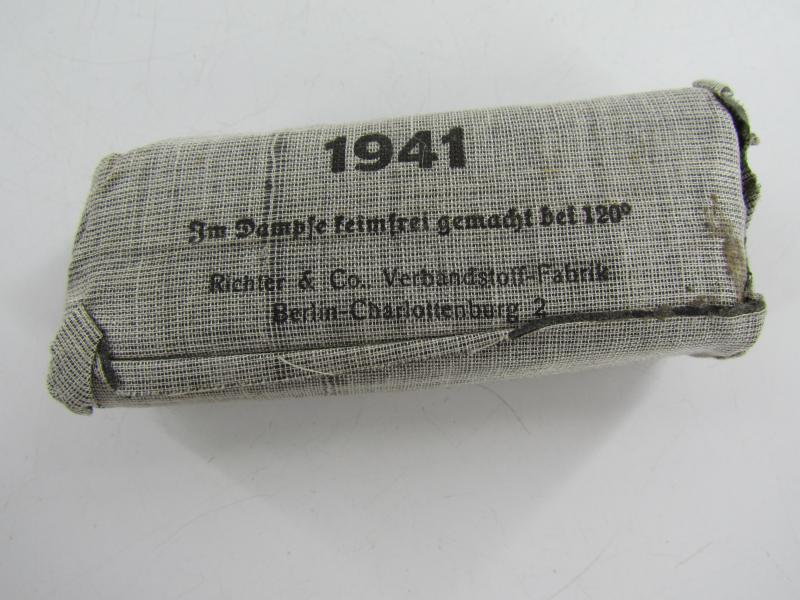 1941
Im Dampfe keimfrei gemacht bei 120°
Richter & Co., Verbandstoff-Fabrik
Berlin-Charlottenburg 2